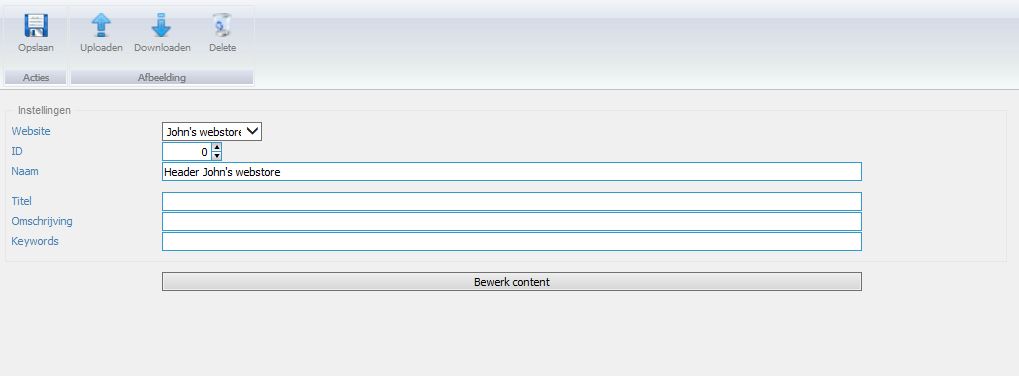 Opslaan Uploaden Downloaden Delete
Acties Afbeelding
Instellingen
Website John's webstore
ID 0
Naam Header John's webstore
Titel
Omschrijving
Keywords
Bewerk content